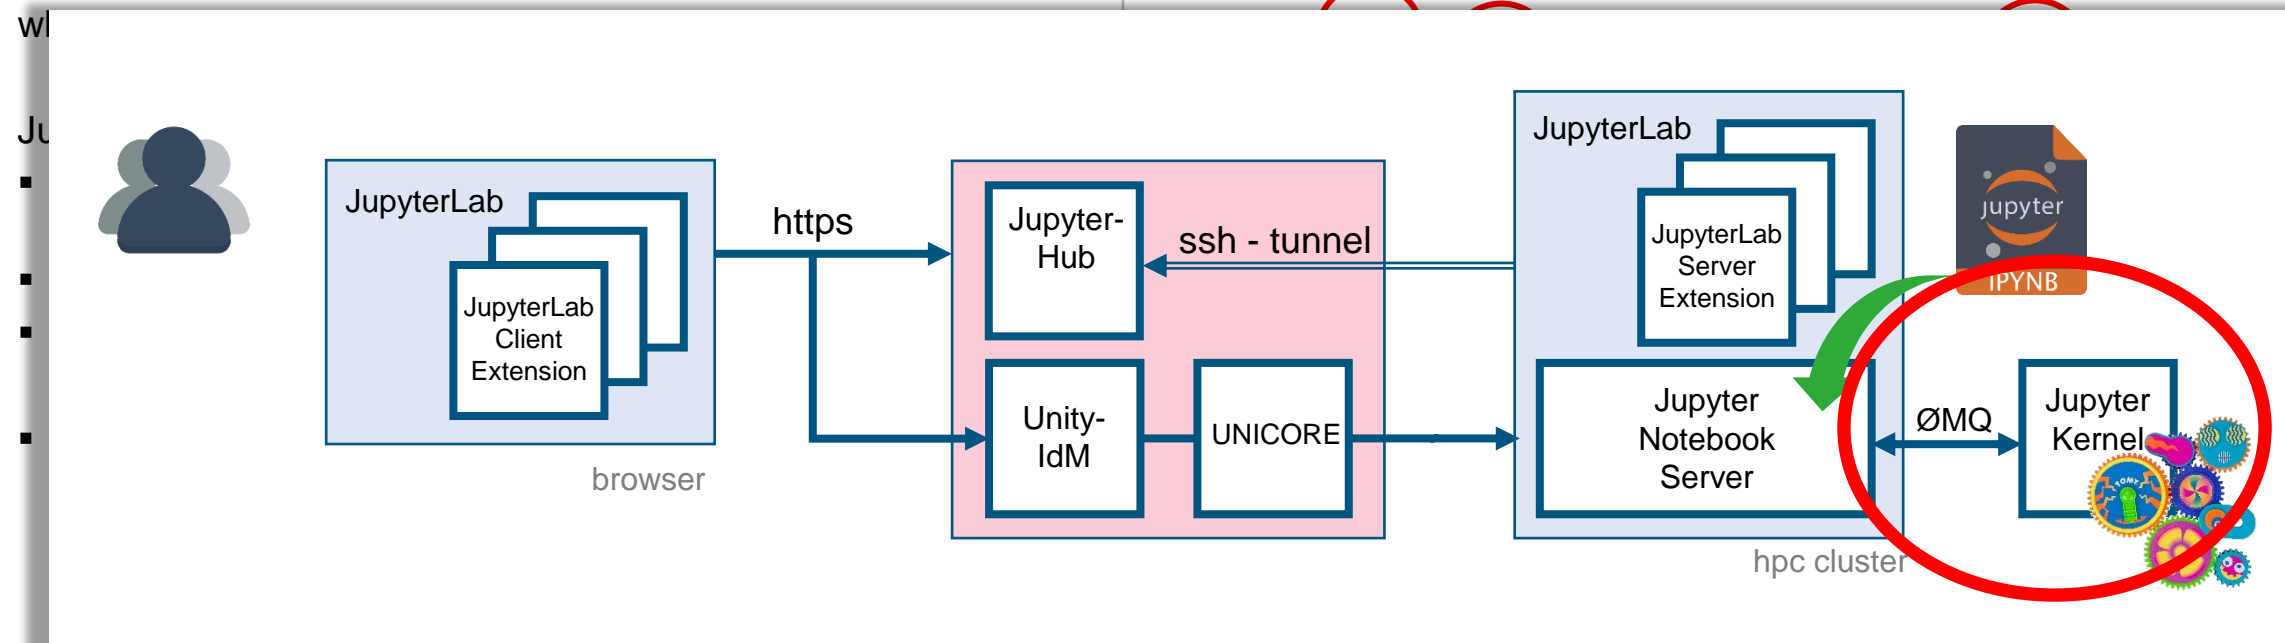 JupyterLab
JupyterLab
Client
Extension
browser
https
Jupyter-
Hub
ssh - tunnel
Unity-
IdM
UNICORE
JupyterLab
JupyterLab
Server
Extension
Jupyter
Notebook
Server
hpc cluster
jupyter
IPYNB
ØMQ
Jupyter
Kernel
TOMY